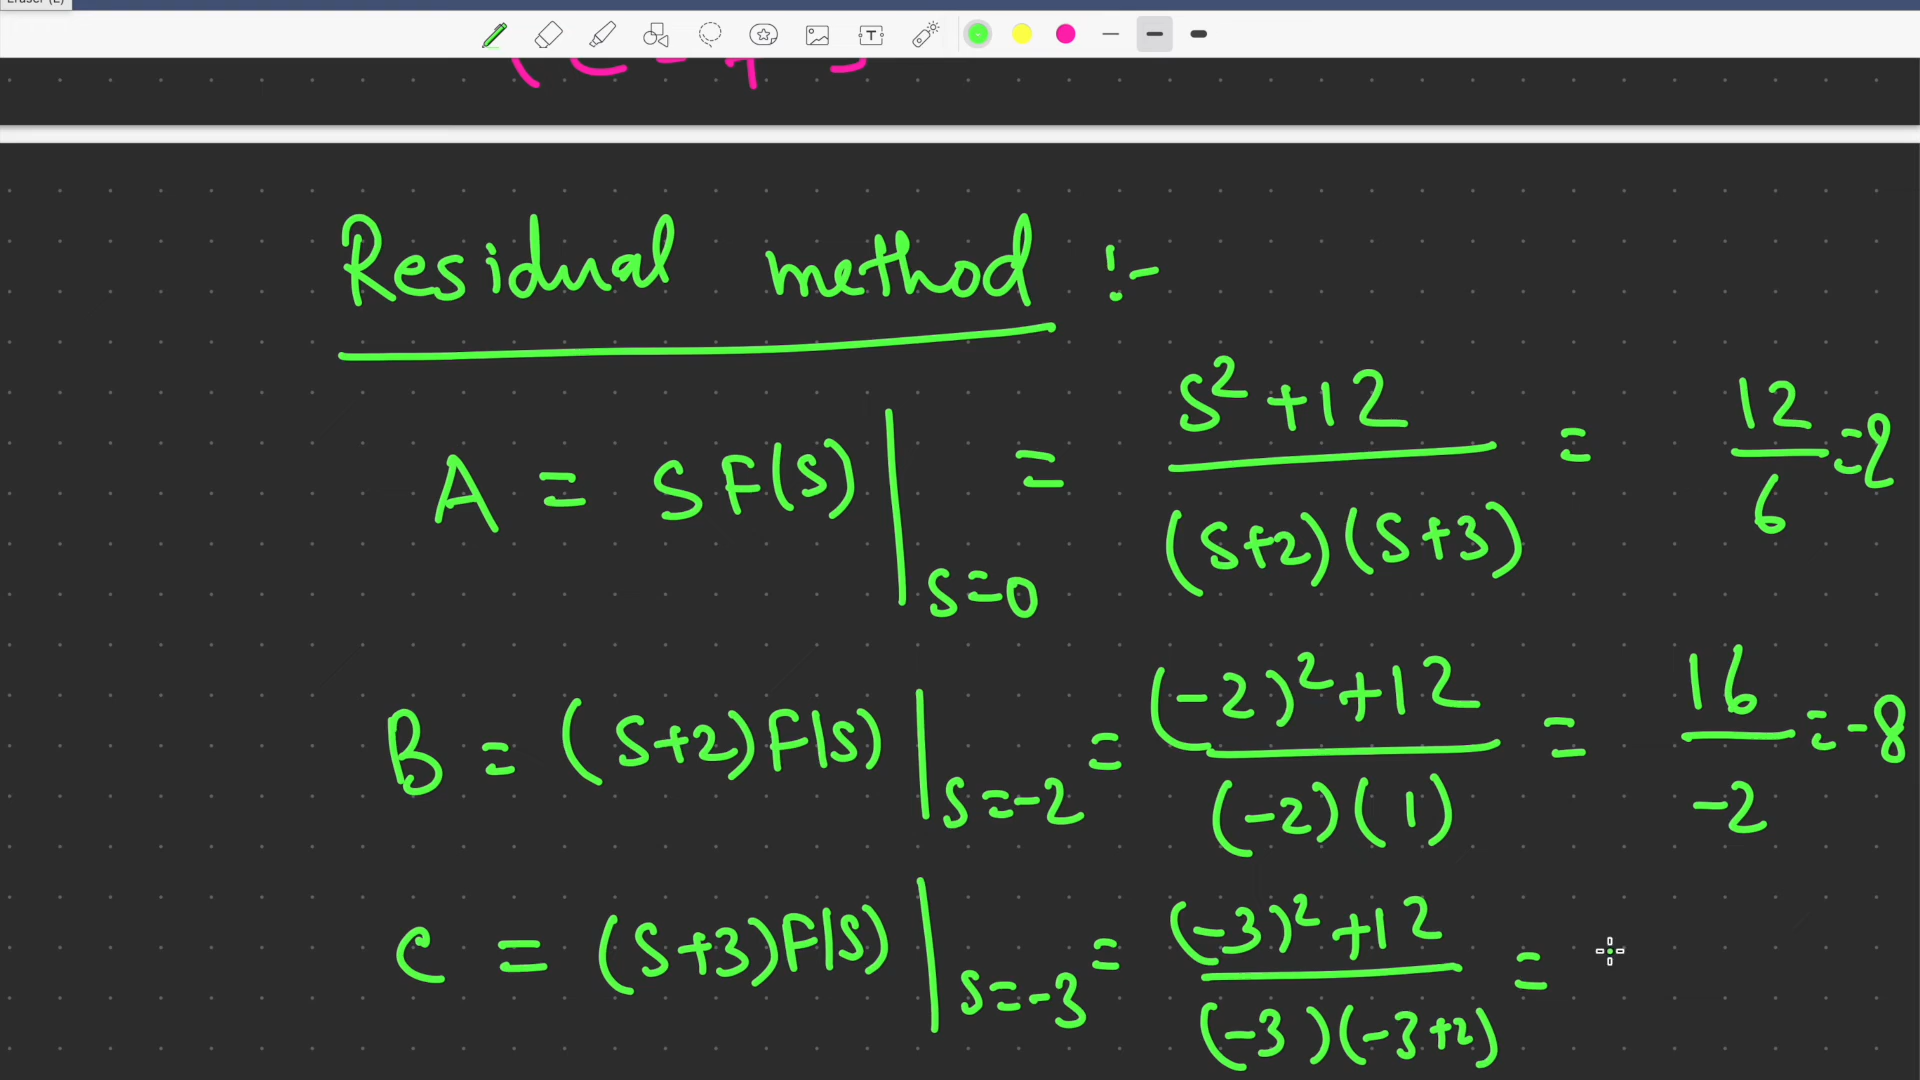 Residual method :-
A = SF(S) | S=0 = S²+12 / (S+2)(S+3) = 12/6 = 2
B = (S+2)F(S) | S=-2 = (-2)²+12 / (-2)(1) = 16/-2 = -8
C = (S+3)F(S) | S=-3 = (-3)²+12 / (-3)(-3+2) =